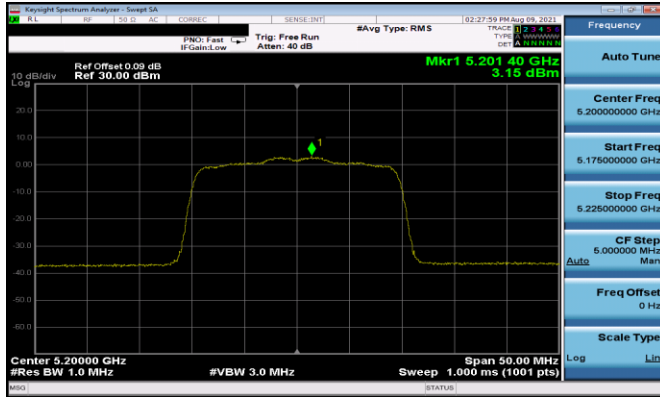 Keysight Spectrum Analyzer - Swept SA
RL RF 50 Ω AC CORREC SENSE:INT 02:27:59 PM Aug 09, 2021
#Avg Type: RMS TRACE 1 2 3 4 5 6
PNO: Fast Trig: Free Run TYPE A WWWWW
IFGain:Low Atten: 40 dB DET A N N N N N
Ref Offset 0.09 dB Mkr1 5.201 40 GHz
10 dB/div Ref 30.00 dBm 3.15 dBm
Log
20.0
10.0
1
0.00
-10.0
-20.0
-30.0
-40.0
-50.0
-60.0
Center 5.20000 GHz Span 50.00 MHz
#Res BW 1.0 MHz #VBW 3.0 MHz Sweep 1.000 ms (1001 pts)
MSG STATUS
Frequency
Auto Tune
Center Freq
5.200000000 GHz
Start Freq
5.175000000 GHz
Stop Freq
5.225000000 GHz
CF Step
5.000000 MHz
Auto Man
Freq Offset
0 Hz
Scale Type
Log Lin